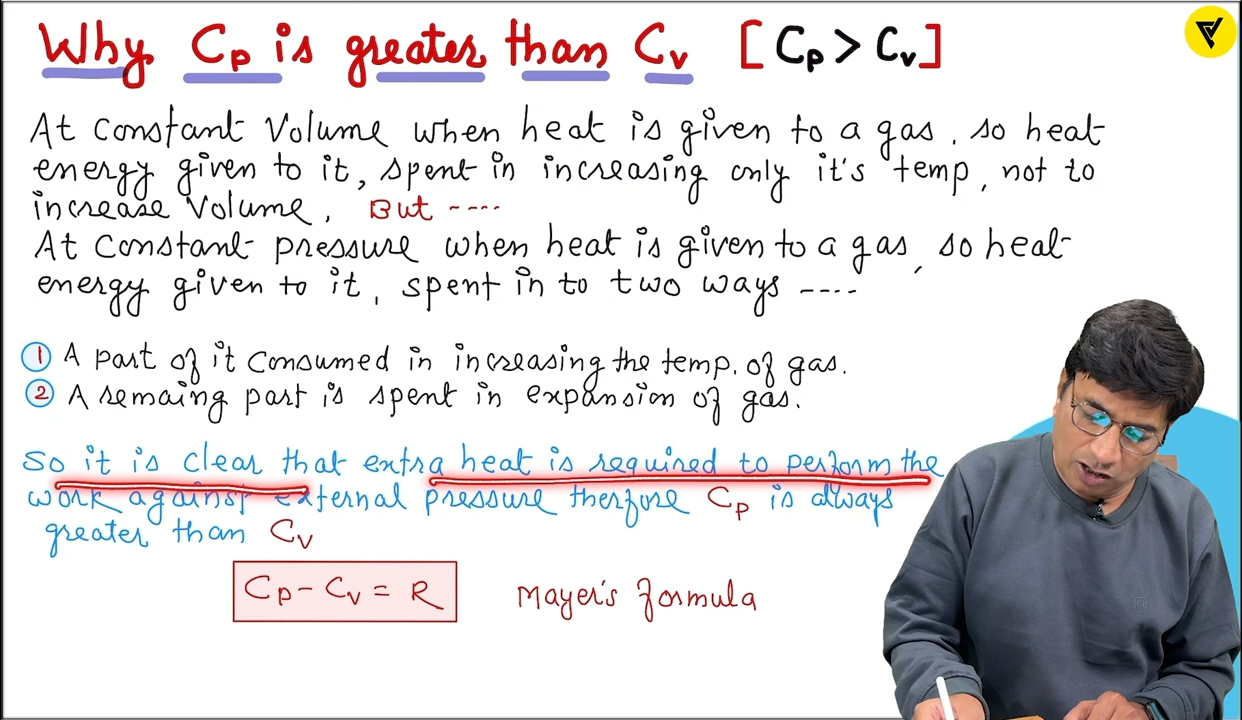 Why Cp is greater than Cv [Cp > Cv]
At constant volume when heat is given to a gas, so heat
energy given to it, spent in increasing only it's temp, not to
increase volume, But ----
At constant pressure when heat is given to a gas, so heat
energy given to it, spent in to two ways ----
1 A part of it consumed in increasing the temp. of gas.
2 A remaing part is spent in expansion of gas.
So it is clear that extra heat is required to perform the
work against external pressure therfore Cp is always
greater than Cv
Cp - Cv = R Mayer's formula